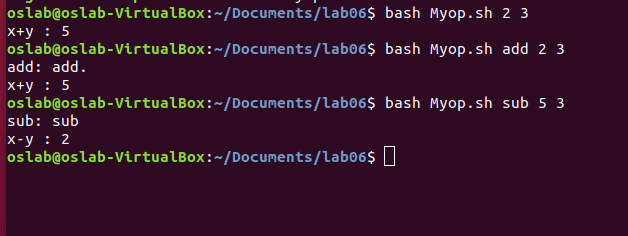 oslab@oslab-VirtualBox:~/Documents/lab06$ bash Myop.sh 2 3
x+y : 5
oslab@oslab-VirtualBox:~/Documents/lab06$ bash Myop.sh add 2 3
add: add.
x+y : 5
oslab@oslab-VirtualBox:~/Documents/lab06$ bash Myop.sh sub 5 3
sub: sub
x-y : 2
oslab@oslab-VirtualBox:~/Documents/lab06$